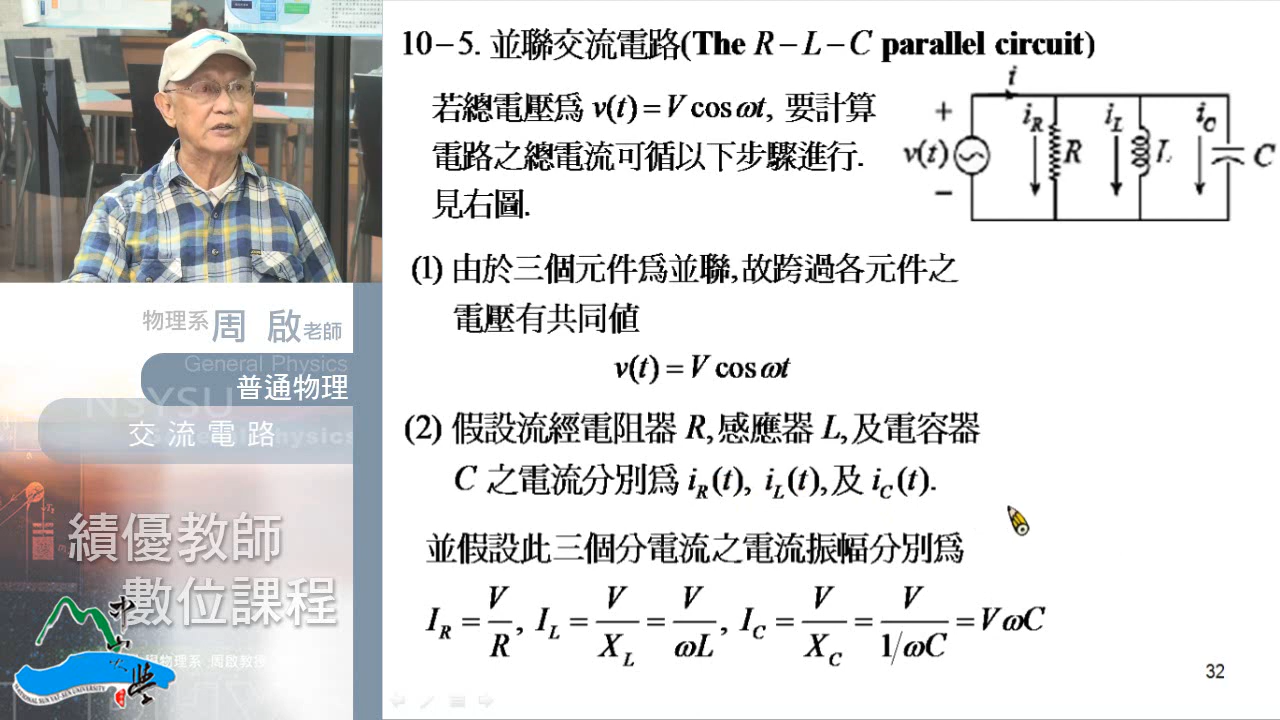 10－5. 並聯交流電路(The R－L－C parallel circuit)
若總電壓為 v(t) = V cos ωt, 要計算
電路之總電流可循以下步驟進行.
見右圖.
i
+
v(t)
−
i_R
R
i_L
L
i_C
C
(1) 由於三個元件為並聯,故跨過各元件之
電壓有共同值
v(t) = V cos ωt
(2) 假設流經電阻器 R,感應器 L,及電容器
C 之電流分別為 i_R(t), i_L(t),及 i_C(t).
並假設此三個分電流之電流振幅分別為
I_R = V/R, I_L = V/X_L = V/ωL, I_C = V/X_C = V/(1/ωC) = VωC
32
物理系 周 啟 老師
General Physics
普通物理
NSYSU
交流電路
績優教師
數位課程